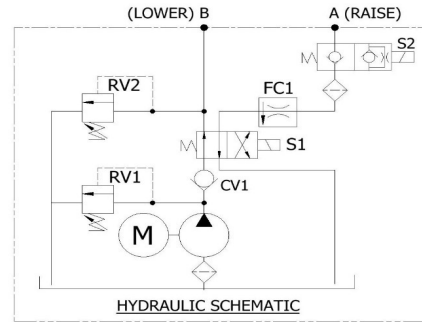 (LOWER) B A (RAISE)
S2
RV2
FC1
S1
RV1
CV1
M
HYDRAULIC SCHEMATIC